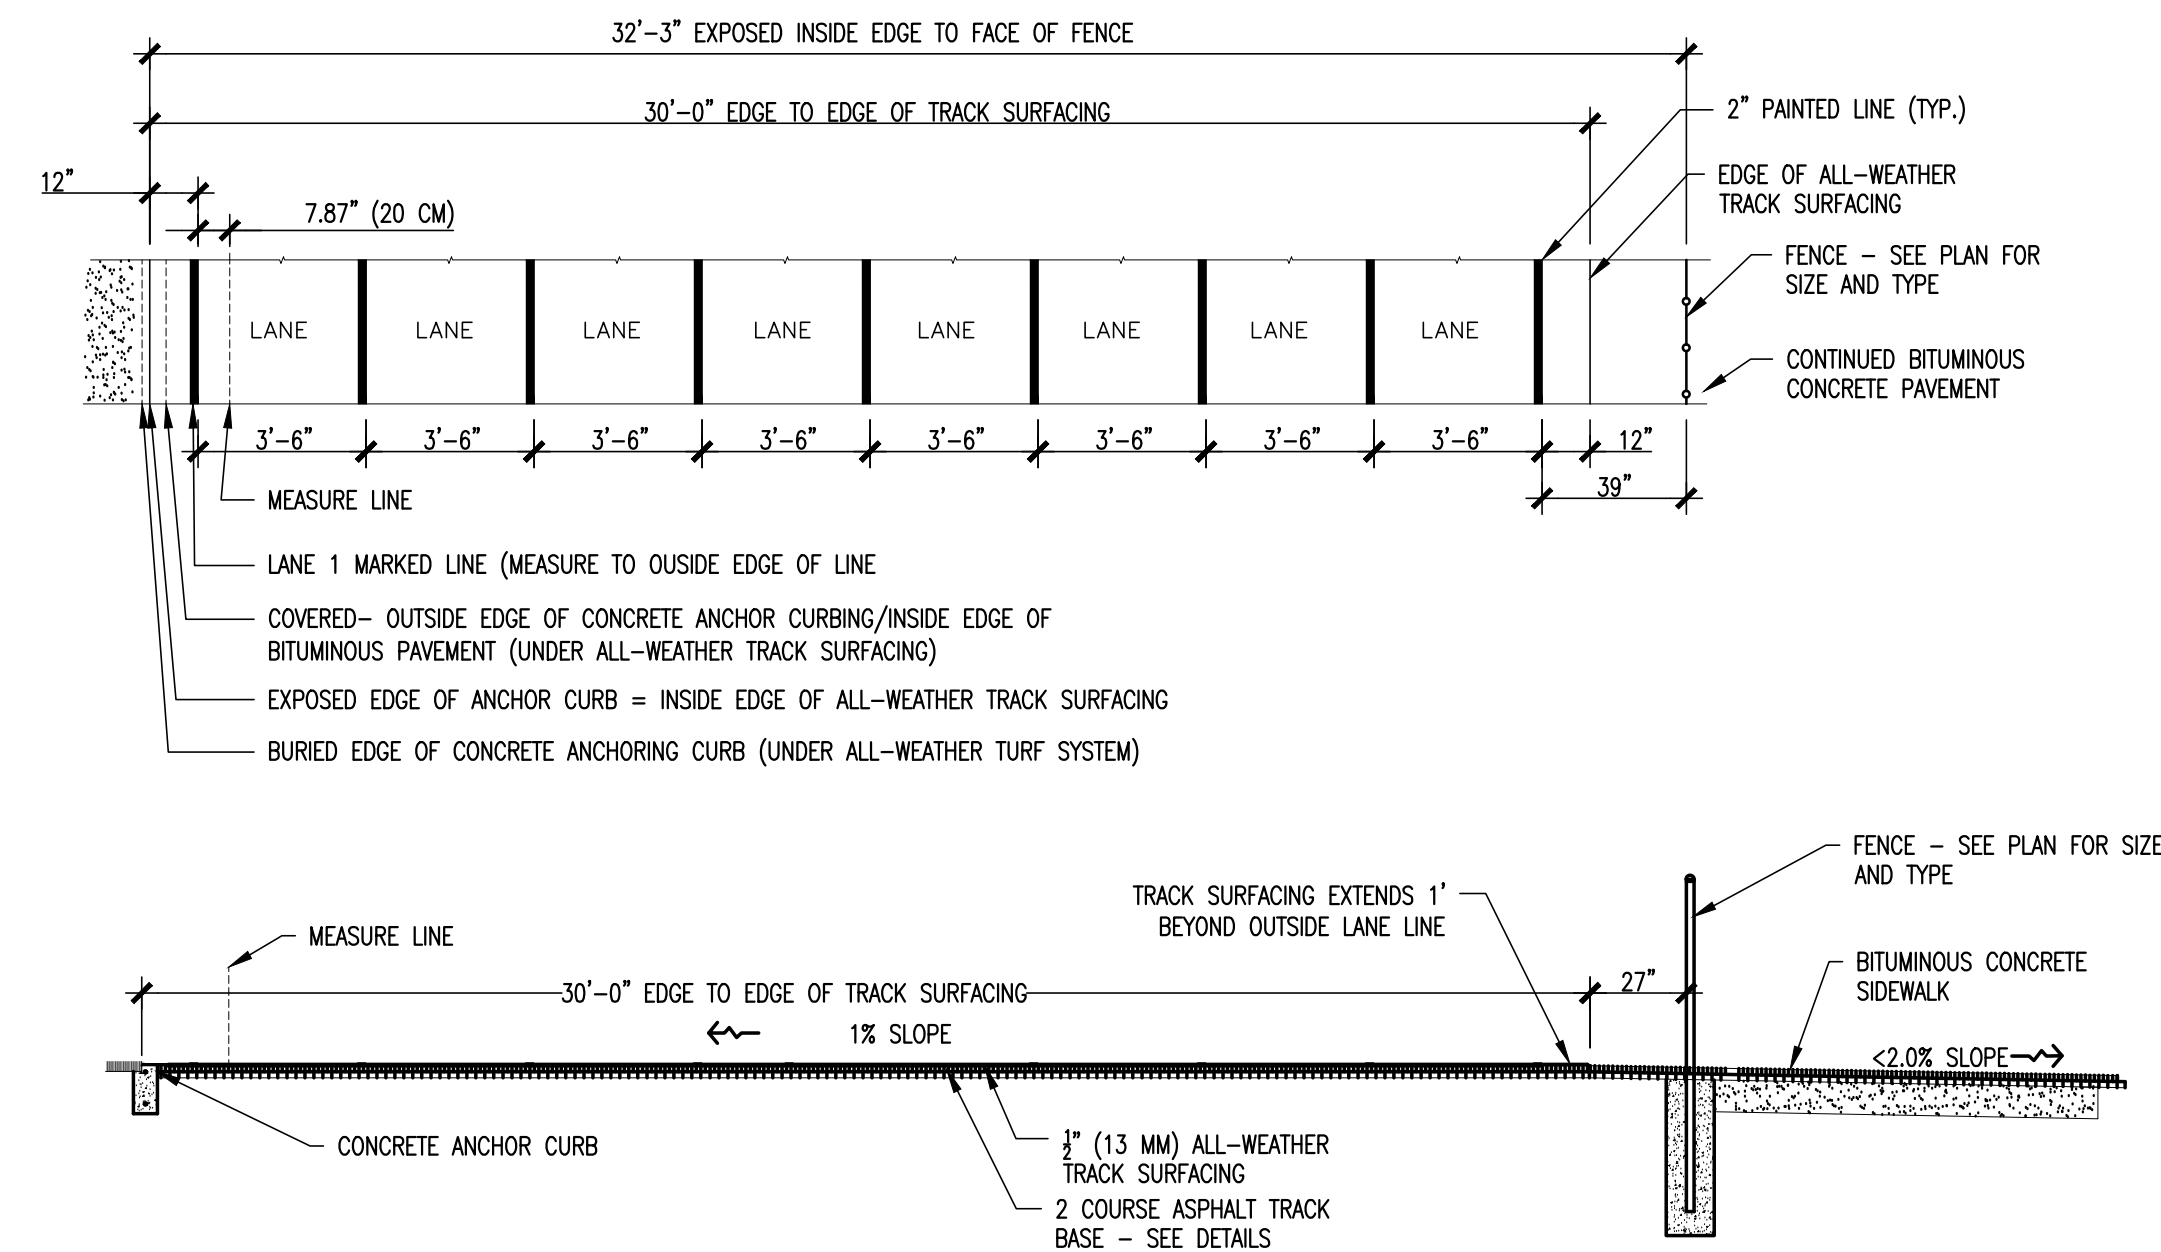 32'-3" EXPOSED INSIDE EDGE TO FACE OF FENCE
30'-0" EDGE TO EDGE OF TRACK SURFACING
2" PAINTED LINE (TYP.)
12"
7.87" (20 CM)
EDGE OF ALL-WEATHER
TRACK SURFACING
FENCE - SEE PLAN FOR
SIZE AND TYPE
LANE LANE LANE LANE LANE LANE LANE LANE
CONTINUED BITUMINOUS
CONCRETE PAVEMENT
3'-6" 3'-6" 3'-6" 3'-6" 3'-6" 3'-6" 3'-6" 3'-6" 12"
39"
MEASURE LINE
LANE 1 MARKED LINE (MEASURE TO OUSIDE EDGE OF LINE
COVERED- OUTSIDE EDGE OF CONCRETE ANCHOR CURBING/INSIDE EDGE OF
BITUMINOUS PAVEMENT (UNDER ALL-WEATHER TRACK SURFACING)
EXPOSED EDGE OF ANCHOR CURB = INSIDE EDGE OF ALL-WEATHER TRACK SURFACING
BURIED EDGE OF CONCRETE ANCHORING CURB (UNDER ALL-WEATHER TURF SYSTEM)
FENCE - SEE PLAN FOR SIZE
AND TYPE
TRACK SURFACING EXTENDS 1'
BEYOND OUTSIDE LANE LINE
MEASURE LINE
BITUMINOUS CONCRETE
SIDEWALK
30'-0" EDGE TO EDGE OF TRACK SURFACING
27"
1% SLOPE
<2.0% SLOPE
CONCRETE ANCHOR CURB
½" (13 MM) ALL-WEATHER
TRACK SURFACING
2 COURSE ASPHALT TRACK
BASE - SEE DETAILS